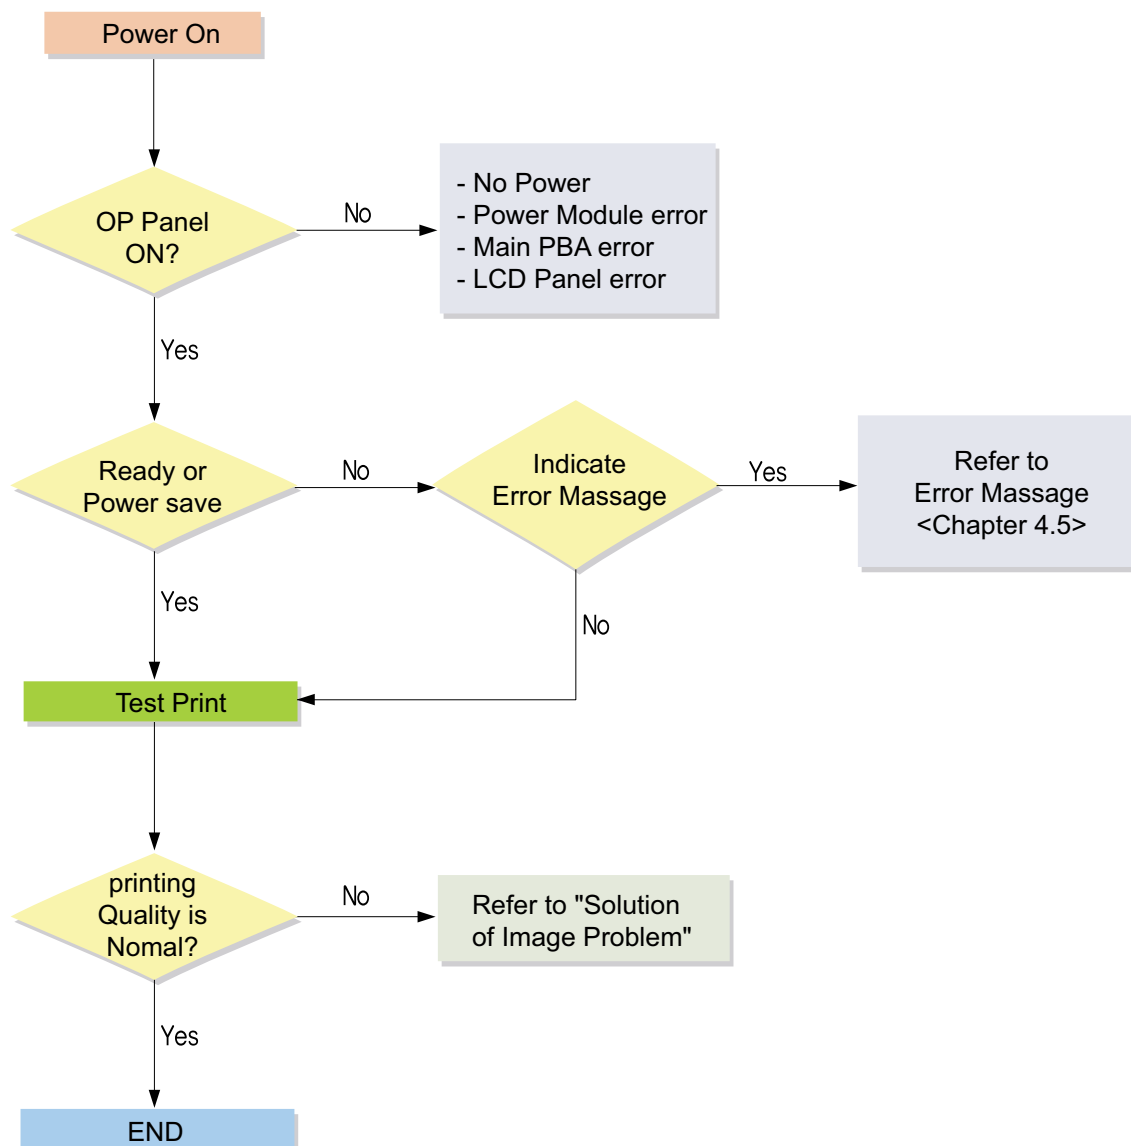 Power On
OP Panel
ON?
No
- No Power
- Power Module error
- Main PBA error
- LCD Panel error
Yes
Ready or
Power save
No
Indicate
Error Massage
Yes
Refer to
Error Massage
<Chapter 4.5>
Yes
No
Test Print
printing
Quality is
Nomal?
No
Refer to "Solution
of Image Problem"
Yes
END